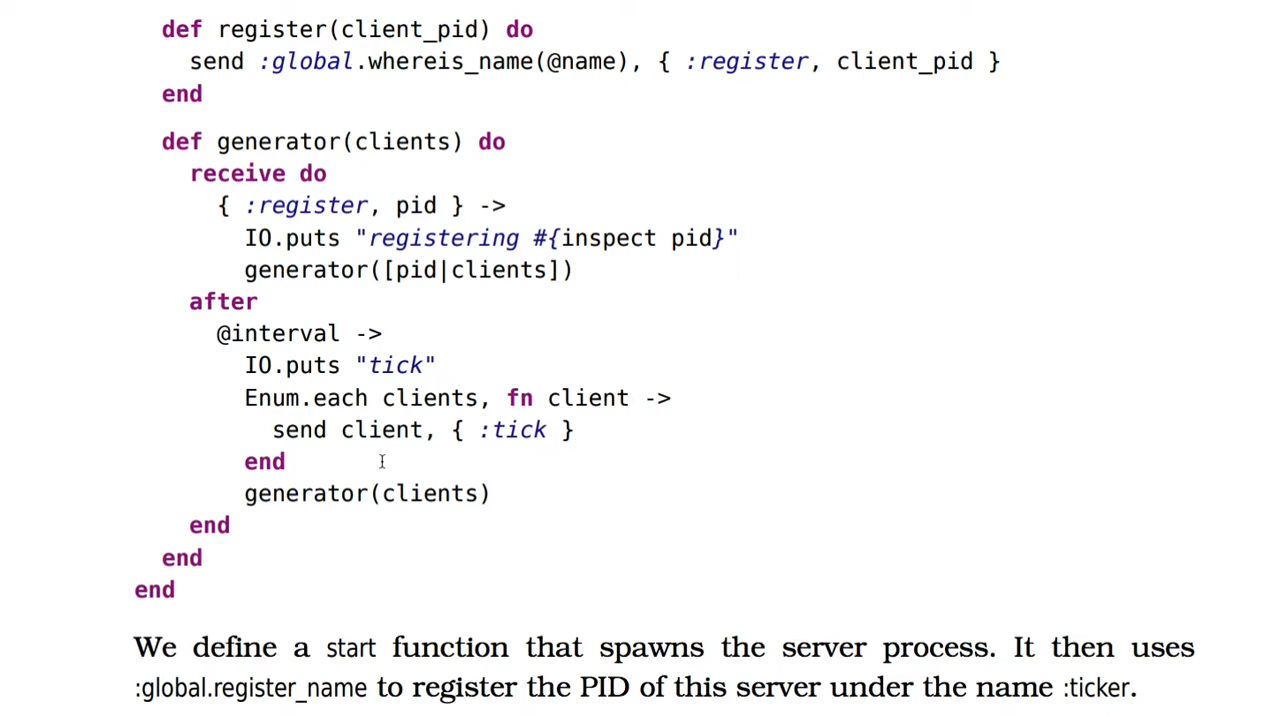 def register(client_pid) do
send :global.whereis_name(@name), { :register, client_pid }
end
def generator(clients) do
receive do
{ :register, pid } ->
IO.puts "registering #{inspect pid}"
generator([pid|clients])
after
@interval ->
IO.puts "tick"
Enum.each clients, fn client ->
send client, { :tick }
end
generator(clients)
end
end
end
We define a start function that spawns the server process. It then uses
:global.register_name to register the PID of this server under the name :ticker.